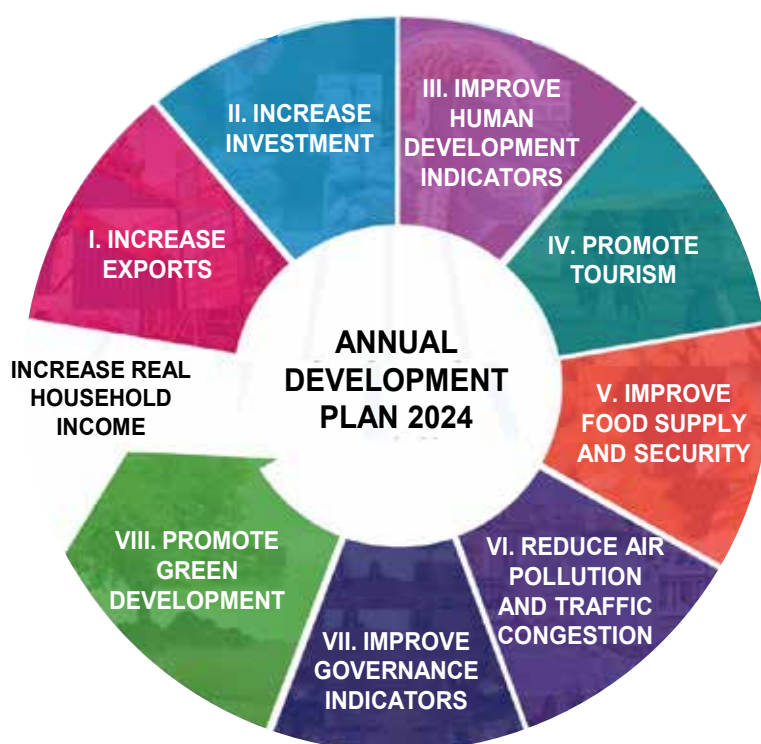 ANNUAL
DEVELOPMENT
PLAN 2024
I. INCREASE
EXPORTS
II. INCREASE
INVESTMENT
III. IMPROVE
HUMAN
DEVELOPMENT
INDICATORS
IV. PROMOTE
TOURISM
V. IMPROVE
FOOD SUPPLY
AND SECURITY
VI. REDUCE AIR
POLLUTION
AND TRAFFIC
CONGESTION
VII. IMPROVE
GOVERNANCE
INDICATORS
VIII. PROMOTE
GREEN
DEVELOPMENT
INCREASE REAL
HOUSEHOLD
INCOME